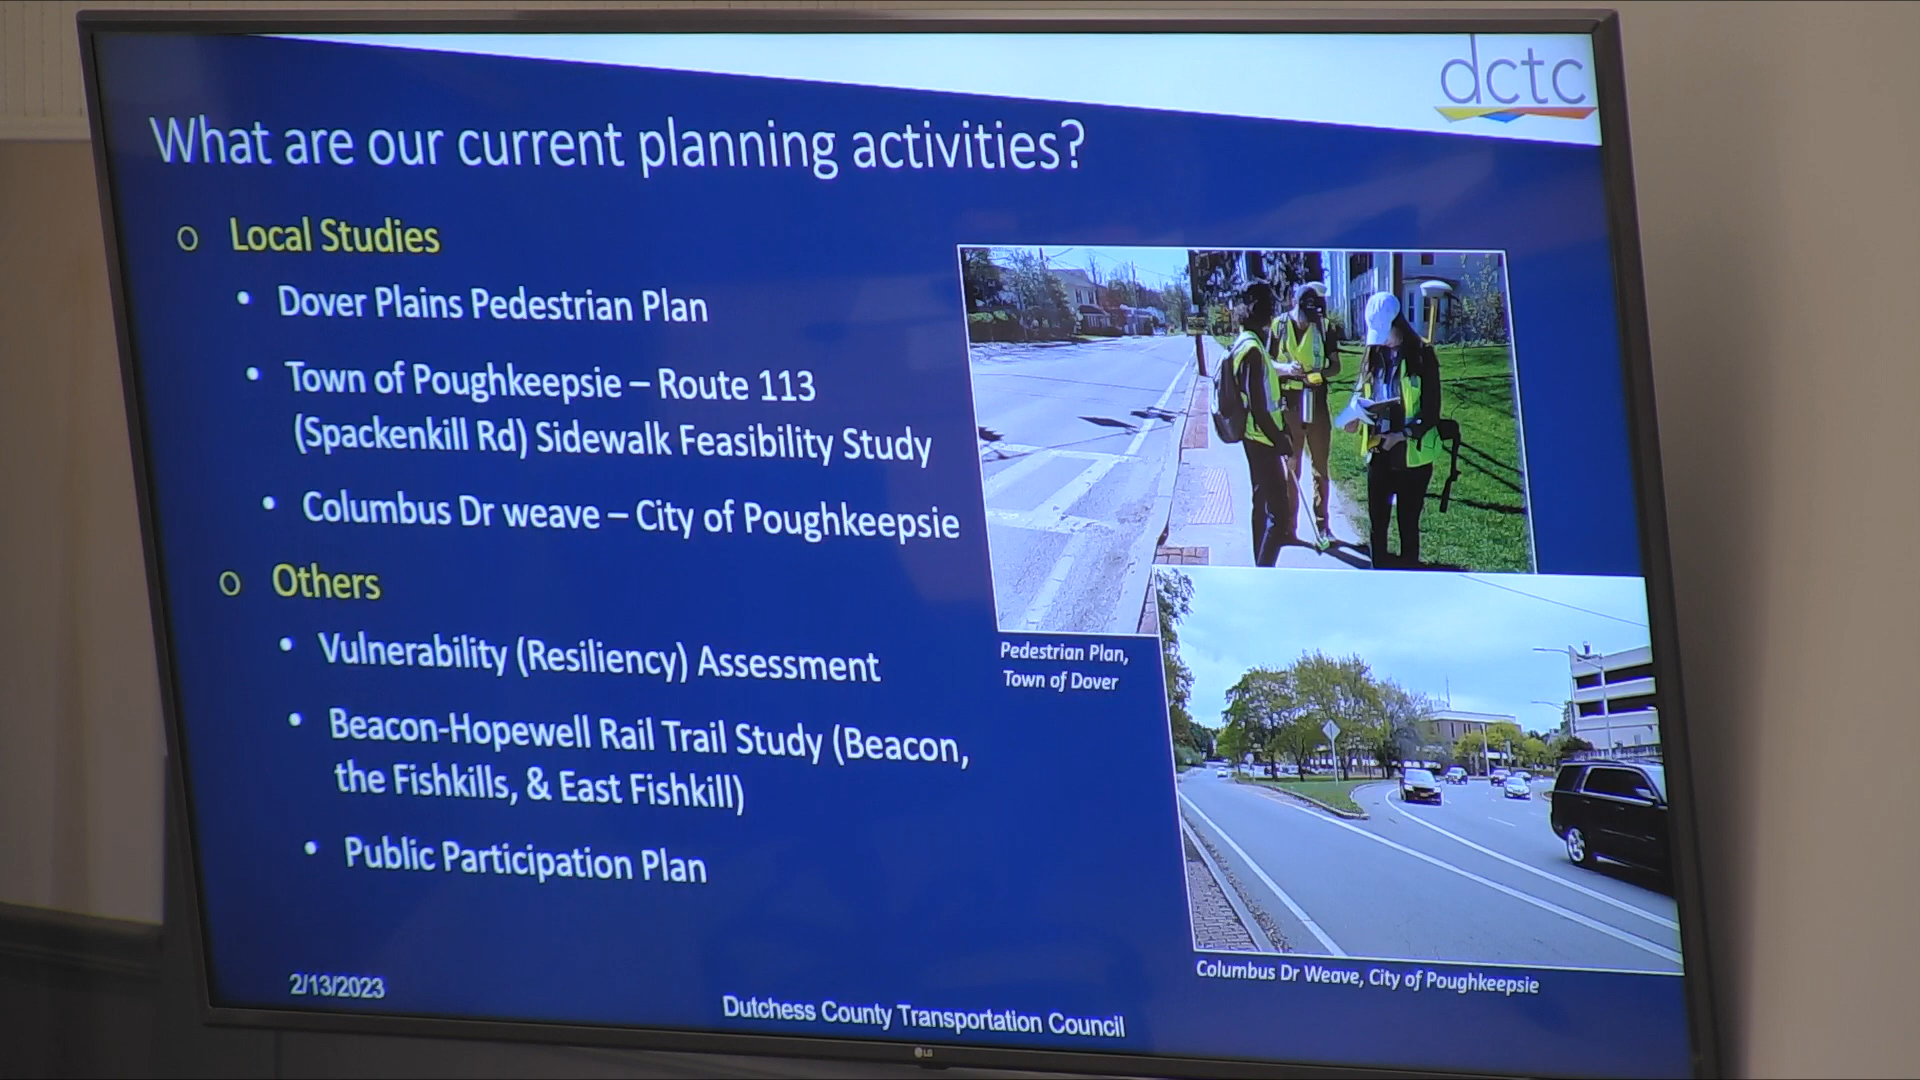 dctc
What are our current planning activities?
o Local Studies
• Dover Plains Pedestrian Plan
• Town of Poughkeepsie – Route 113
(Spackenkill Rd) Sidewalk Feasibility Study
• Columbus Dr weave – City of Poughkeepsie
o Others
• Vulnerability (Resiliency) Assessment
• Beacon-Hopewell Rail Trail Study (Beacon,
the Fishkills, & East Fishkill)
• Public Participation Plan
Pedestrian Plan,
Town of Dover
Columbus Dr Weave, City of Poughkeepsie
2/13/2023
Dutchess County Transportation Council
LG